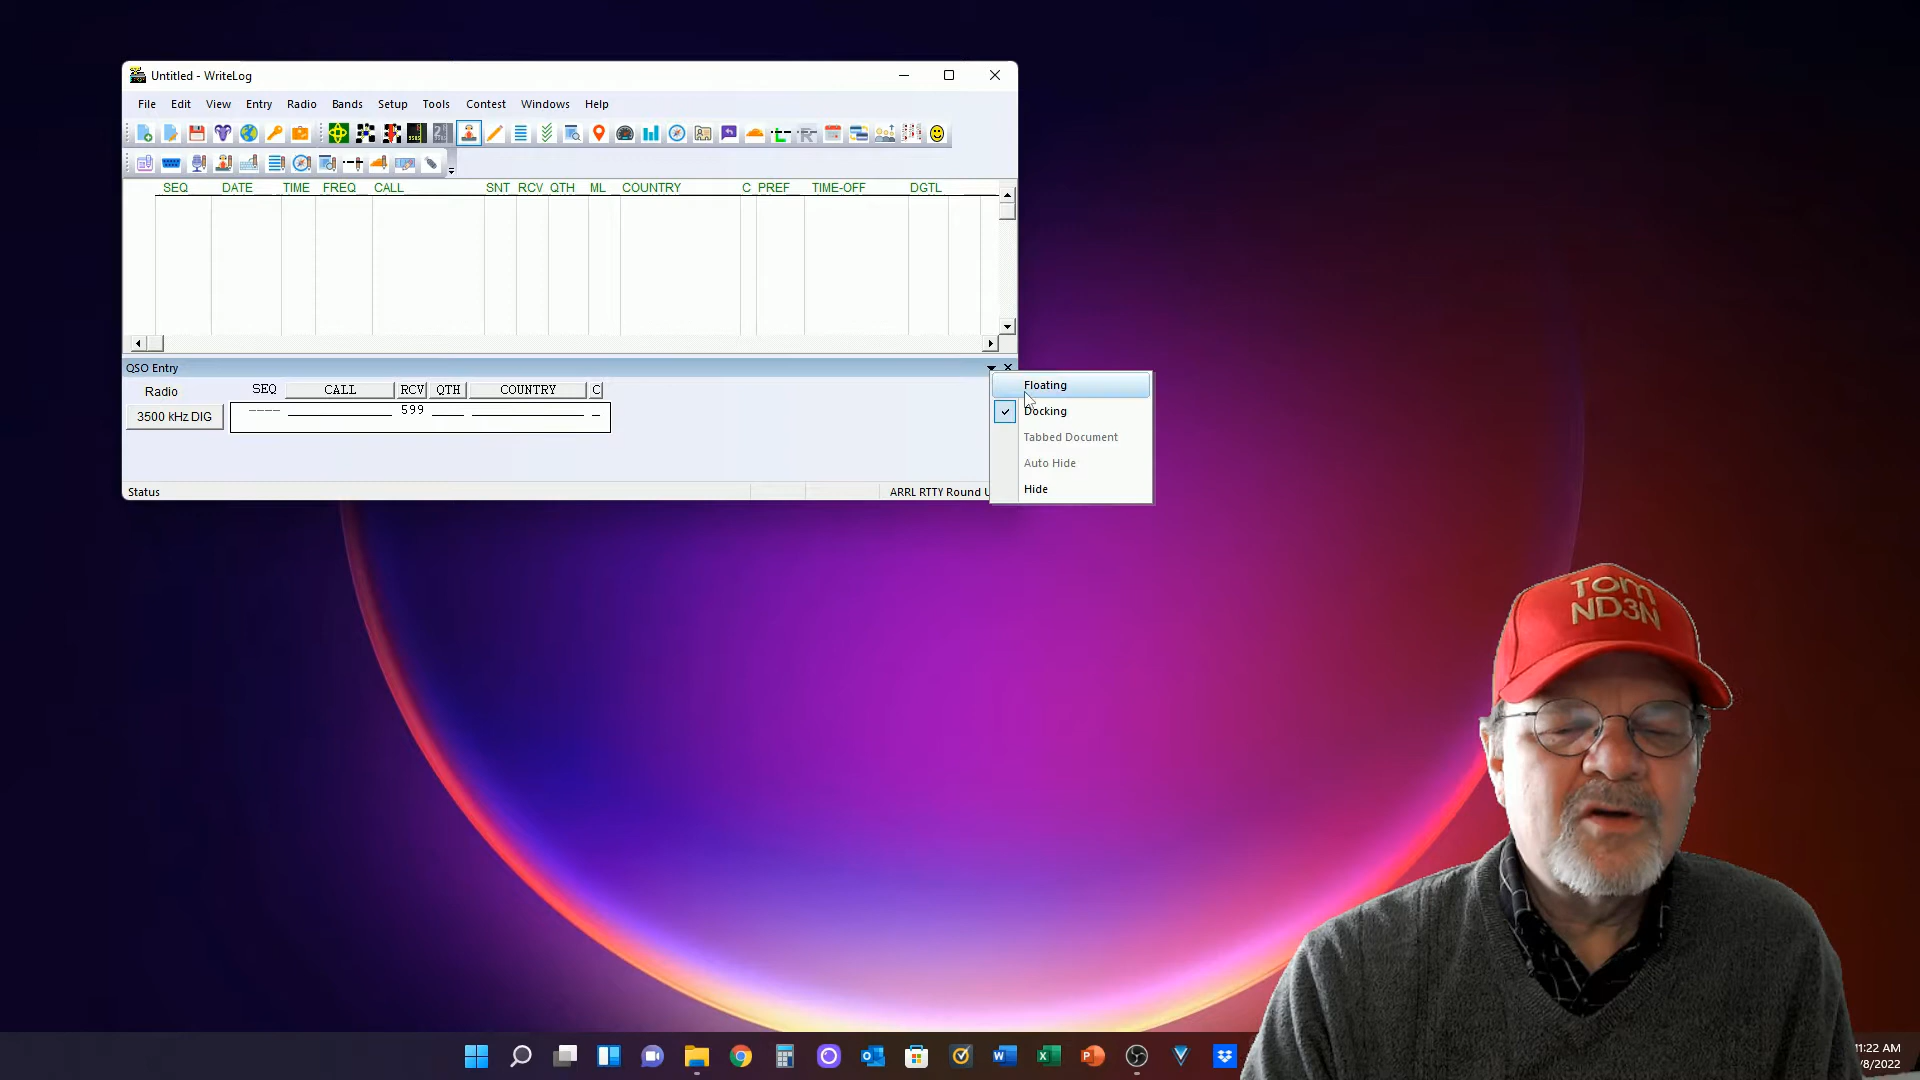 Untitled - WriteLog
File Edit View Entry Radio Bands Setup Tools Contest Windows Help
SEQ DATE TIME FREQ CALL SNT RCV QTH ML COUNTRY C PREF TIME-OFF DGTL
QSO Entry
Radio SEQ CALL RCV QTH COUNTRY C
3500 kHz DIG ---- 599
Status ARRL RTTY Round U
Floating
Docking
Tabbed Document
Auto Hide
Hide
TOM
ND3N
11:22 AM
/8/2022